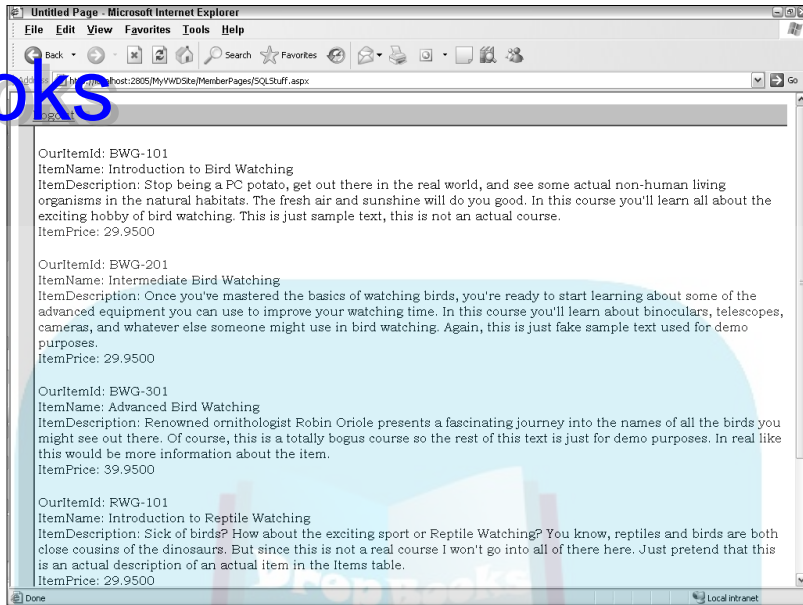 Untitled Page - Microsoft Internet Explorer
File Edit View Favorites Tools Help
Back Search Favorites
oks
host:2805/MyVWDSite/MemberPages/SQLStuff.aspx Go
OurItemId: BWG-101
ItemName: Introduction to Bird Watching
ItemDescription: Stop being a PC potato, get out there in the real world, and see some actual non-human living
organisms in the natural habitats. The fresh air and sunshine will do you good. In this course you'll learn all about the
exciting hobby of bird watching. This is just sample text, this is not an actual course.
ItemPrice: 29.9500
OurItemId: BWG-201
ItemName: Intermediate Bird Watching
ItemDescription: Once you've mastered the basics of watching birds, you're ready to start learning about some of the
advanced equipment you can use to improve your watching time. In this course you'll learn about binoculars, telescopes,
cameras, and whatever else someone might use in bird watching. Again, this is just fake sample text used for demo
purposes.
ItemPrice: 29.9500
OurItemId: BWG-301
ItemName: Advanced Bird Watching
ItemDescription: Renowned ornithologist Robin Oriole presents a fascinating journey into the names of all the birds you
might see out there. Of course, this is a totally bogus course so the rest of this text is just for demo purposes. In real like
this would be more information about the item.
ItemPrice: 39.9500
OurItemId: RWG-101
ItemName: Introduction to Reptile Watching
ItemDescription: Sick of birds? How about the exciting sport or Reptile Watching? You know, reptiles and birds are both
close cousins of the dinosaurs. But since this is not a real course I won't go into all of there here. Just pretend that this
is an actual description of an actual item in the Items table.
ItemPrice: 29.9500
DropBooks
Done Local intranet